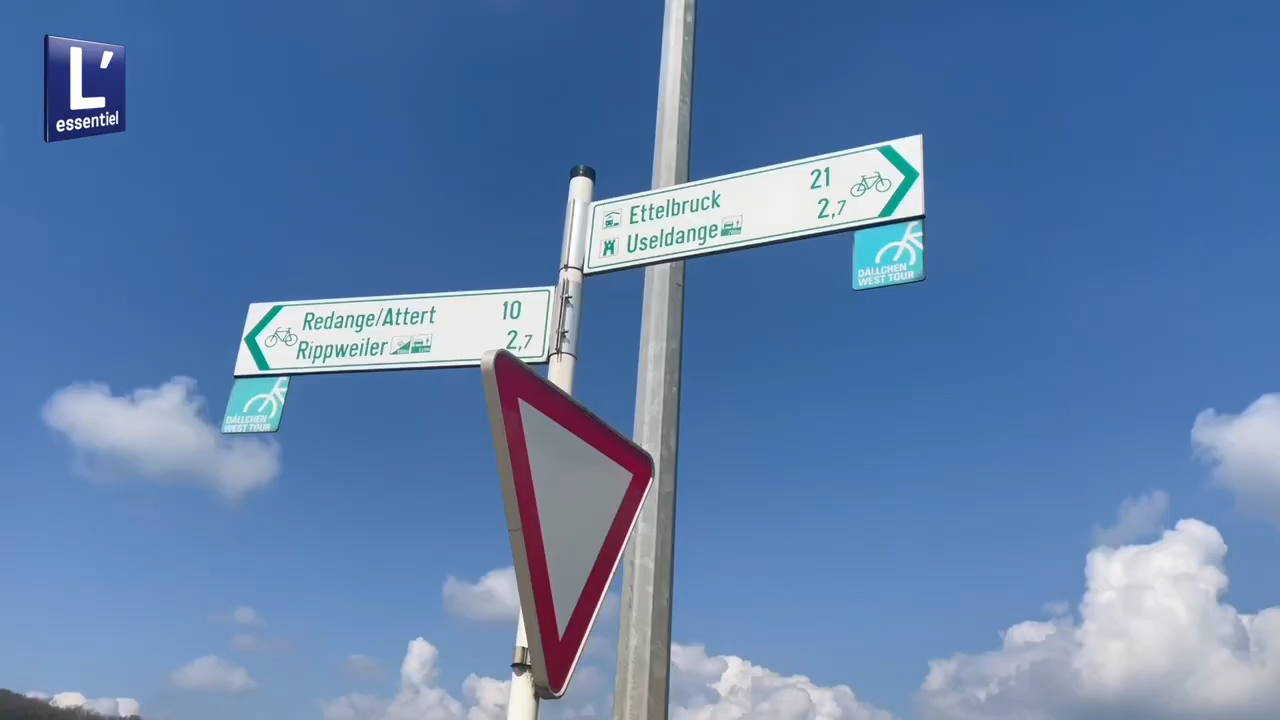 L'
essentiel
Ettelbruck 21
Useldange 2,7
DÄLLCHEN
WEST TOUR
Redange/Attert 10
Rippweiler 2,7
DÄLLCHEN
WEST TOUR